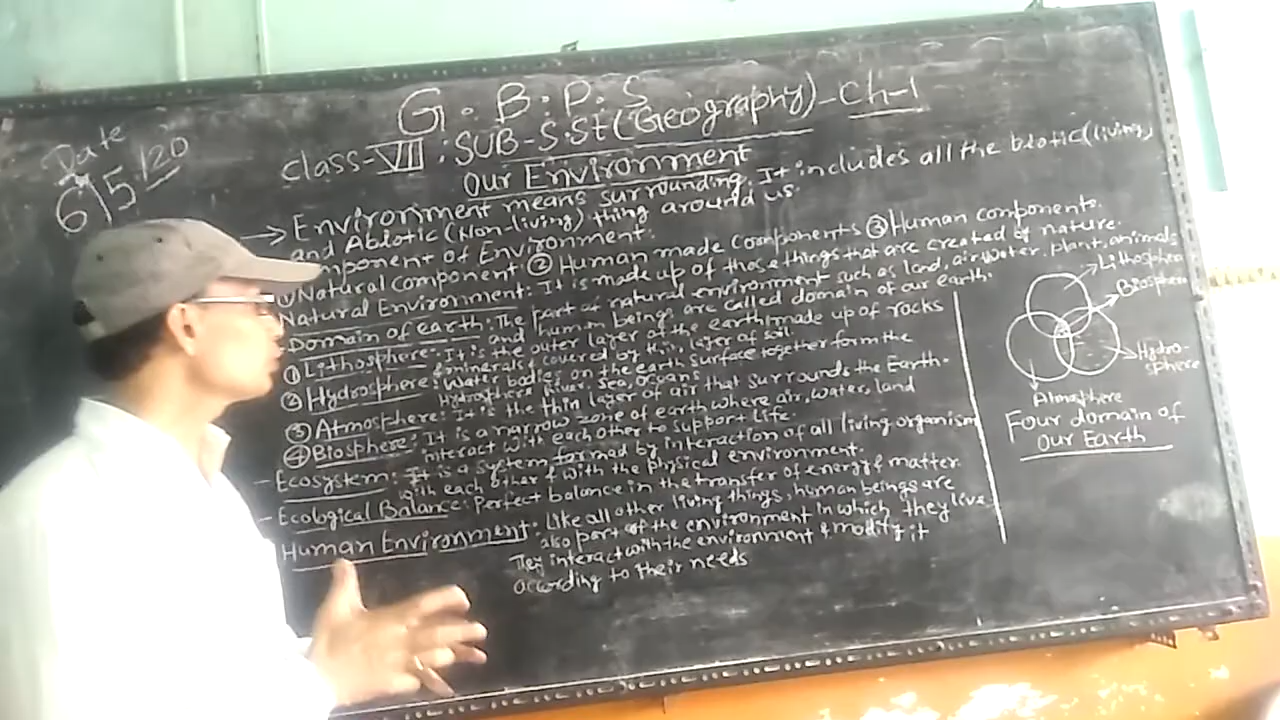 G. B. P. S
Date
6/5/20
Class-VII : SUB-S.St (Geography)-Ch-1
Our Environment
→ Environment means surrounding. It includes all the biotic (living)
and Abiotic (Non-living) thing around us.
mponent of Environment.
① Natural component ② Human made components ③ Human components.
Natural Environment: It is made up of those things that are created by nature.
- Domain of earth: The part of natural environment such as land, air, water, plant, animals
and human beings are called domain of our earth.
① Lithosphere: It is the outer layer of the earth made up of rocks
& minerals & covered by thin layer of soil.
② Hydrosphere: Water bodies on the earth surface together form the
Hydrosphere River, Sea, Oceans
③ Atmosphere: It is the thin layer of air that surrounds the Earth.
④ Biosphere: It is a narrow zone of earth where air, water, land
interact with each other to support life.
- Ecosystem: It is a system formed by interaction of all living organism
with each other & with the physical environment.
- Ecological Balance: Perfect balance in the transfer of energy & matter.
Human Environment: Like all other living things, human beings are
also part of the environment in which they live
They interact with the environment & modify it
according to their needs
Lithosphea
Biosphere
Hydro-
sphere
Atmosphere
Four domain of
Our Earth